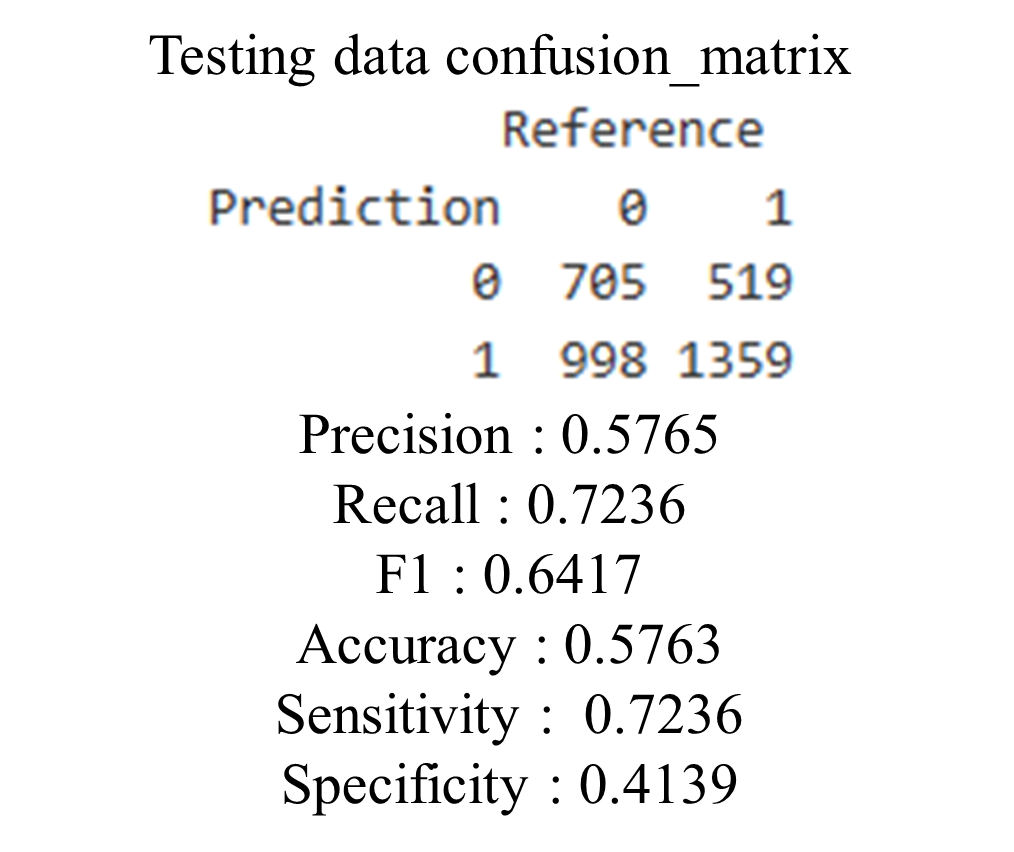 Testing data confusion_matrix
Reference
Prediction 0 1
0 705 519
1 998 1359
Precision : 0.5765
Recall : 0.7236
F1 : 0.6417
Accuracy : 0.5763
Sensitivity : 0.7236
Specificity : 0.4139